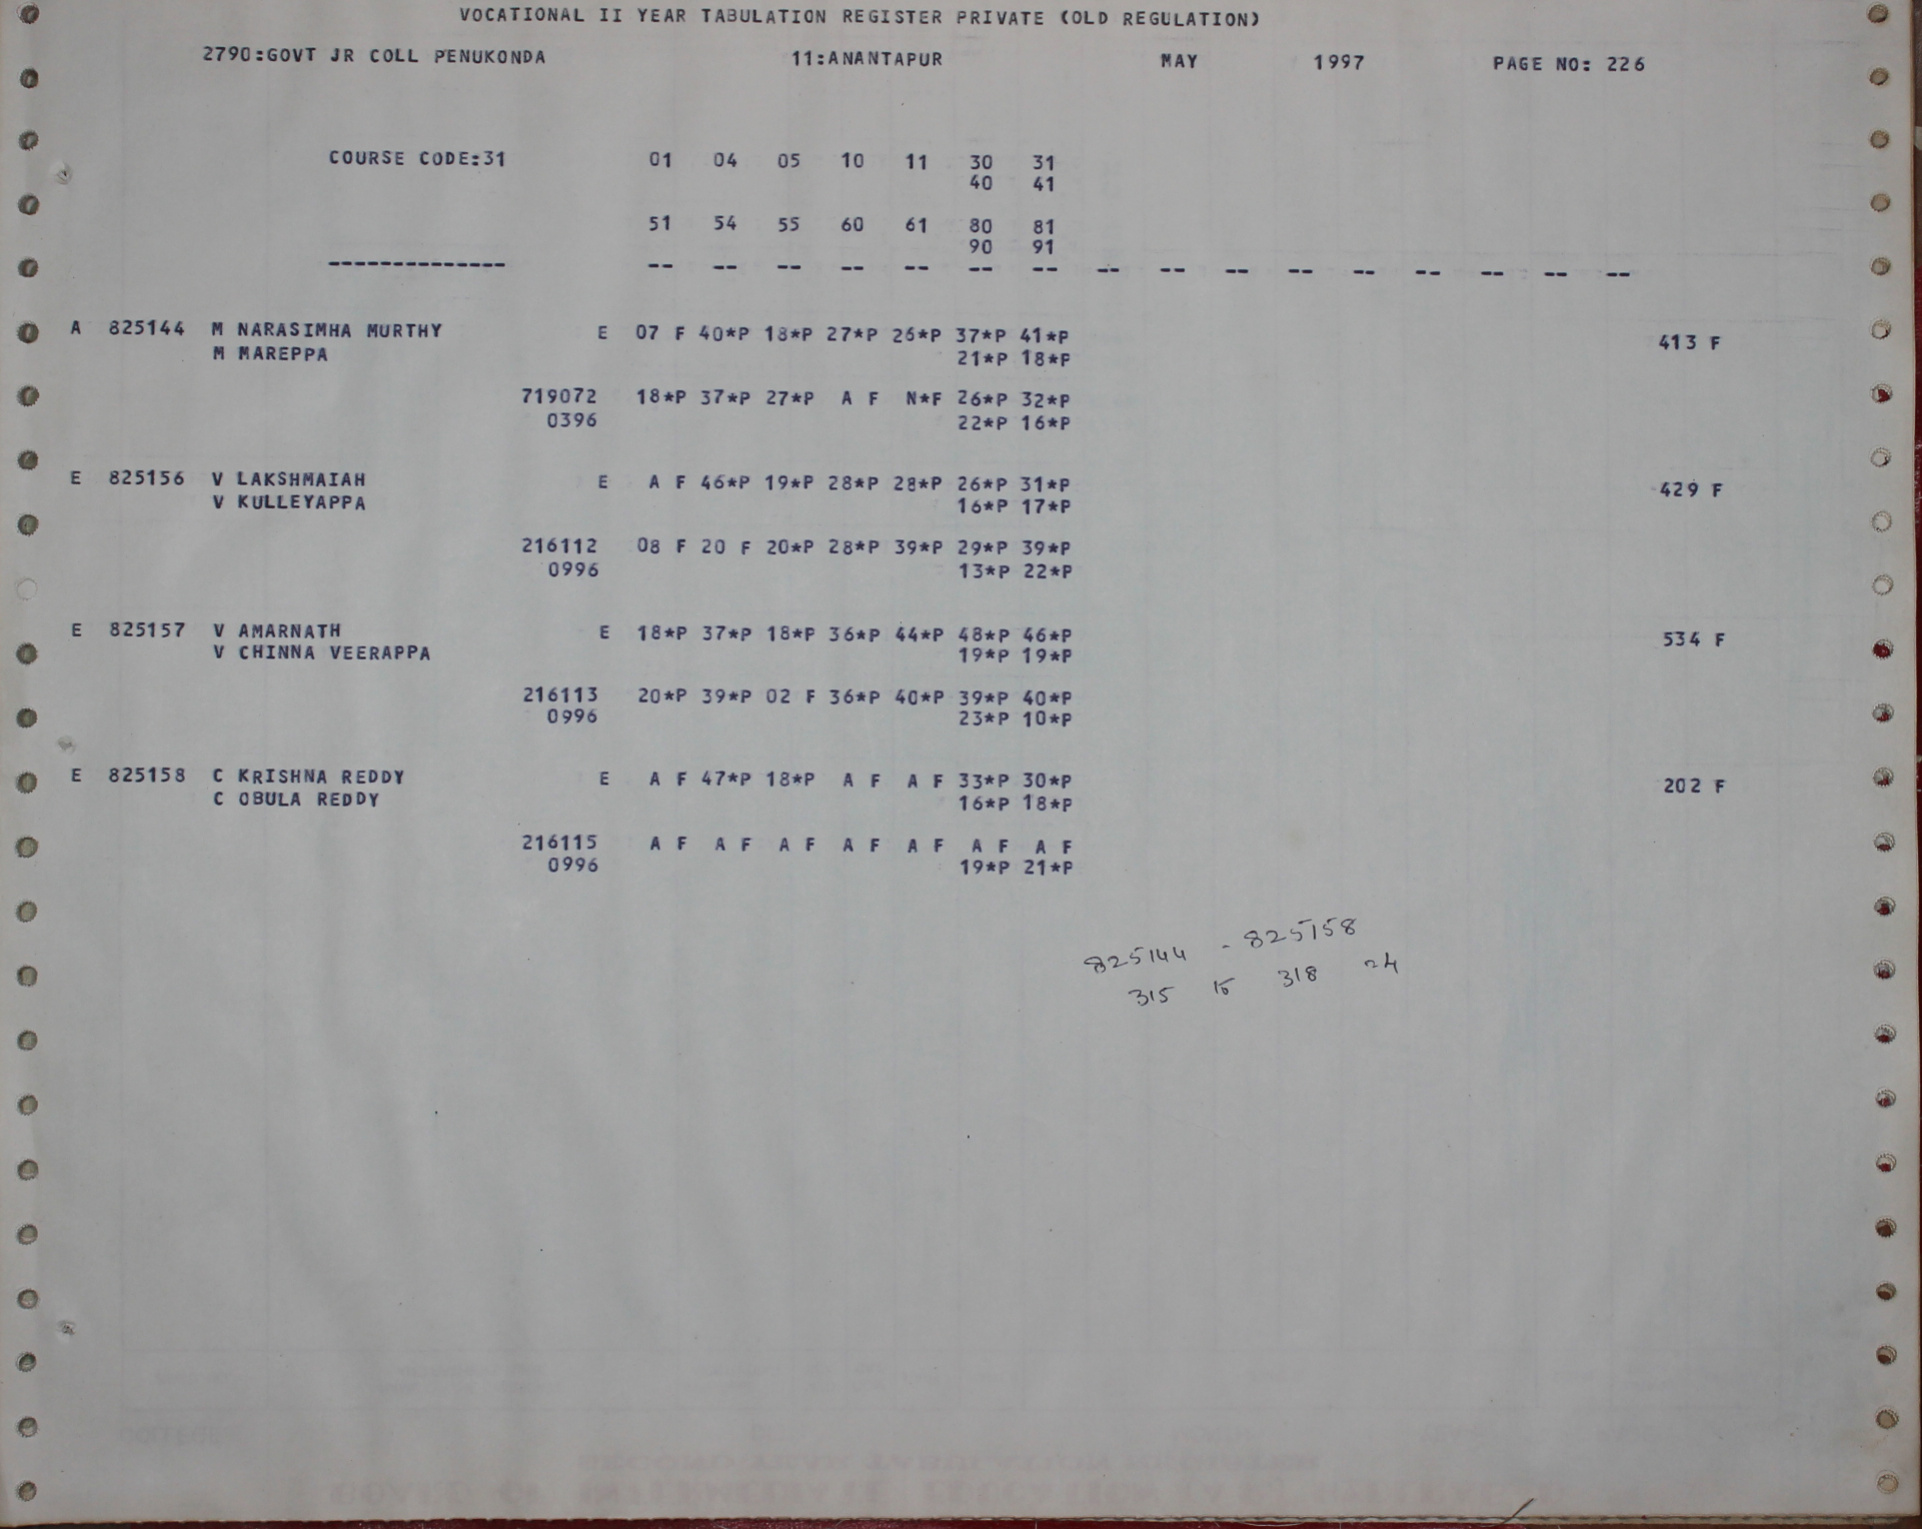 VOCATIONAL II YEAR TABULATION REGISTER PRIVATE (OLD REGULATION)
2790:GOVT JR COLL PENUKONDA 11:ANANTAPUR MAY 1997 PAGE NO: 226
COURSE CODE:31 01 04 05 10 11 30 31
40 41
51 54 55 60 61 80 81
90 91
-------------- -- -- -- -- -- -- -- -- -- -- -- -- -- -- -- --
A 825144 M NARASIMHA MURTHY E 07 F 40*P 18*P 27*P 26*P 37*P 41*P 413 F
M MAREPPA 21*P 18*P
719072 18*P 37*P 27*P A F N*F 26*P 32*P
0396 22*P 16*P
E 825156 V LAKSHMAIAH E A F 46*P 19*P 28*P 28*P 26*P 31*P 429 F
V KULLEYAPPA 16*P 17*P
216112 08 F 20 F 20*P 28*P 39*P 29*P 39*P
0996 13*P 22*P
E 825157 V AMARNATH E 18*P 37*P 18*P 36*P 44*P 48*P 46*P 534 F
V CHINNA VEERAPPA 19*P 19*P
216113 20*P 39*P 02 F 36*P 40*P 39*P 40*P
0996 23*P 10*P
E 825158 C KRISHNA REDDY E A F 47*P 18*P A F A F 33*P 30*P 202 F
C OBULA REDDY 16*P 18*P
216115 A F A F A F A F A F A F A F
0996 19*P 21*P
825144 - 825158
315 to 318 =4